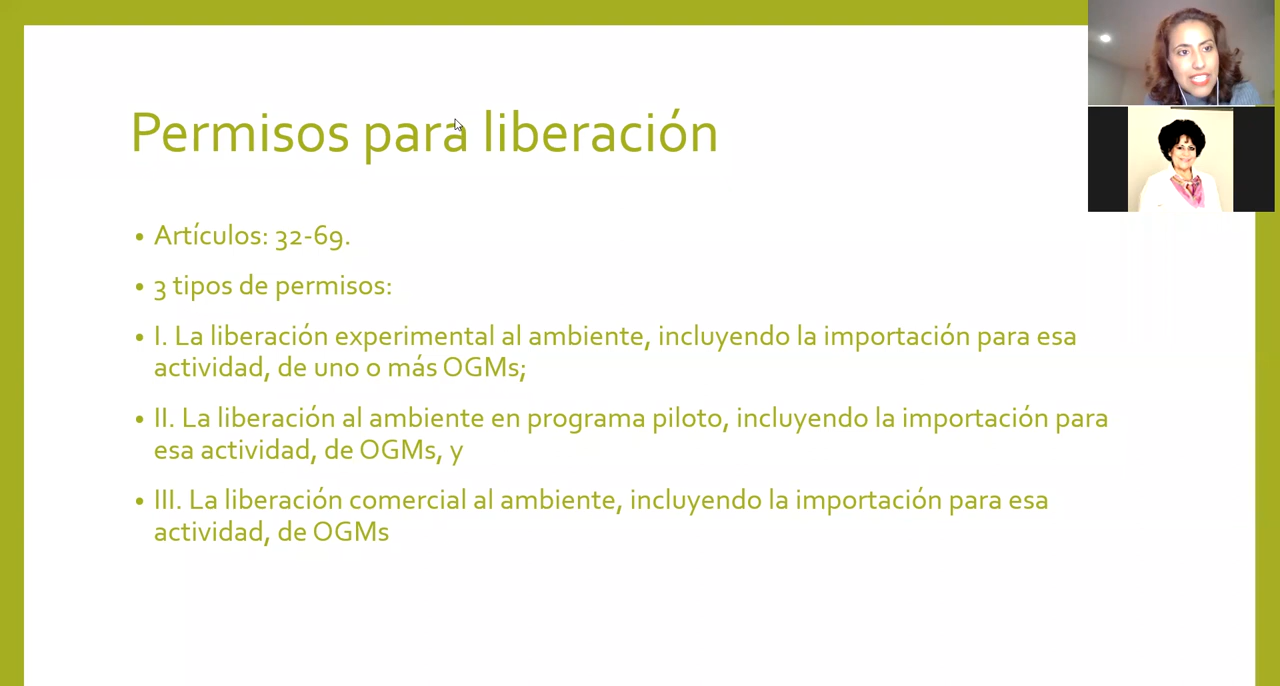 Permisos para liberación
• Artículos: 32-69.
• 3 tipos de permisos:
• I. La liberación experimental al ambiente, incluyendo la importación para esa
actividad, de uno o más OGMs;
• II. La liberación al ambiente en programa piloto, incluyendo la importación para
esa actividad, de OGMs, y
• III. La liberación comercial al ambiente, incluyendo la importación para esa
actividad, de OGMs